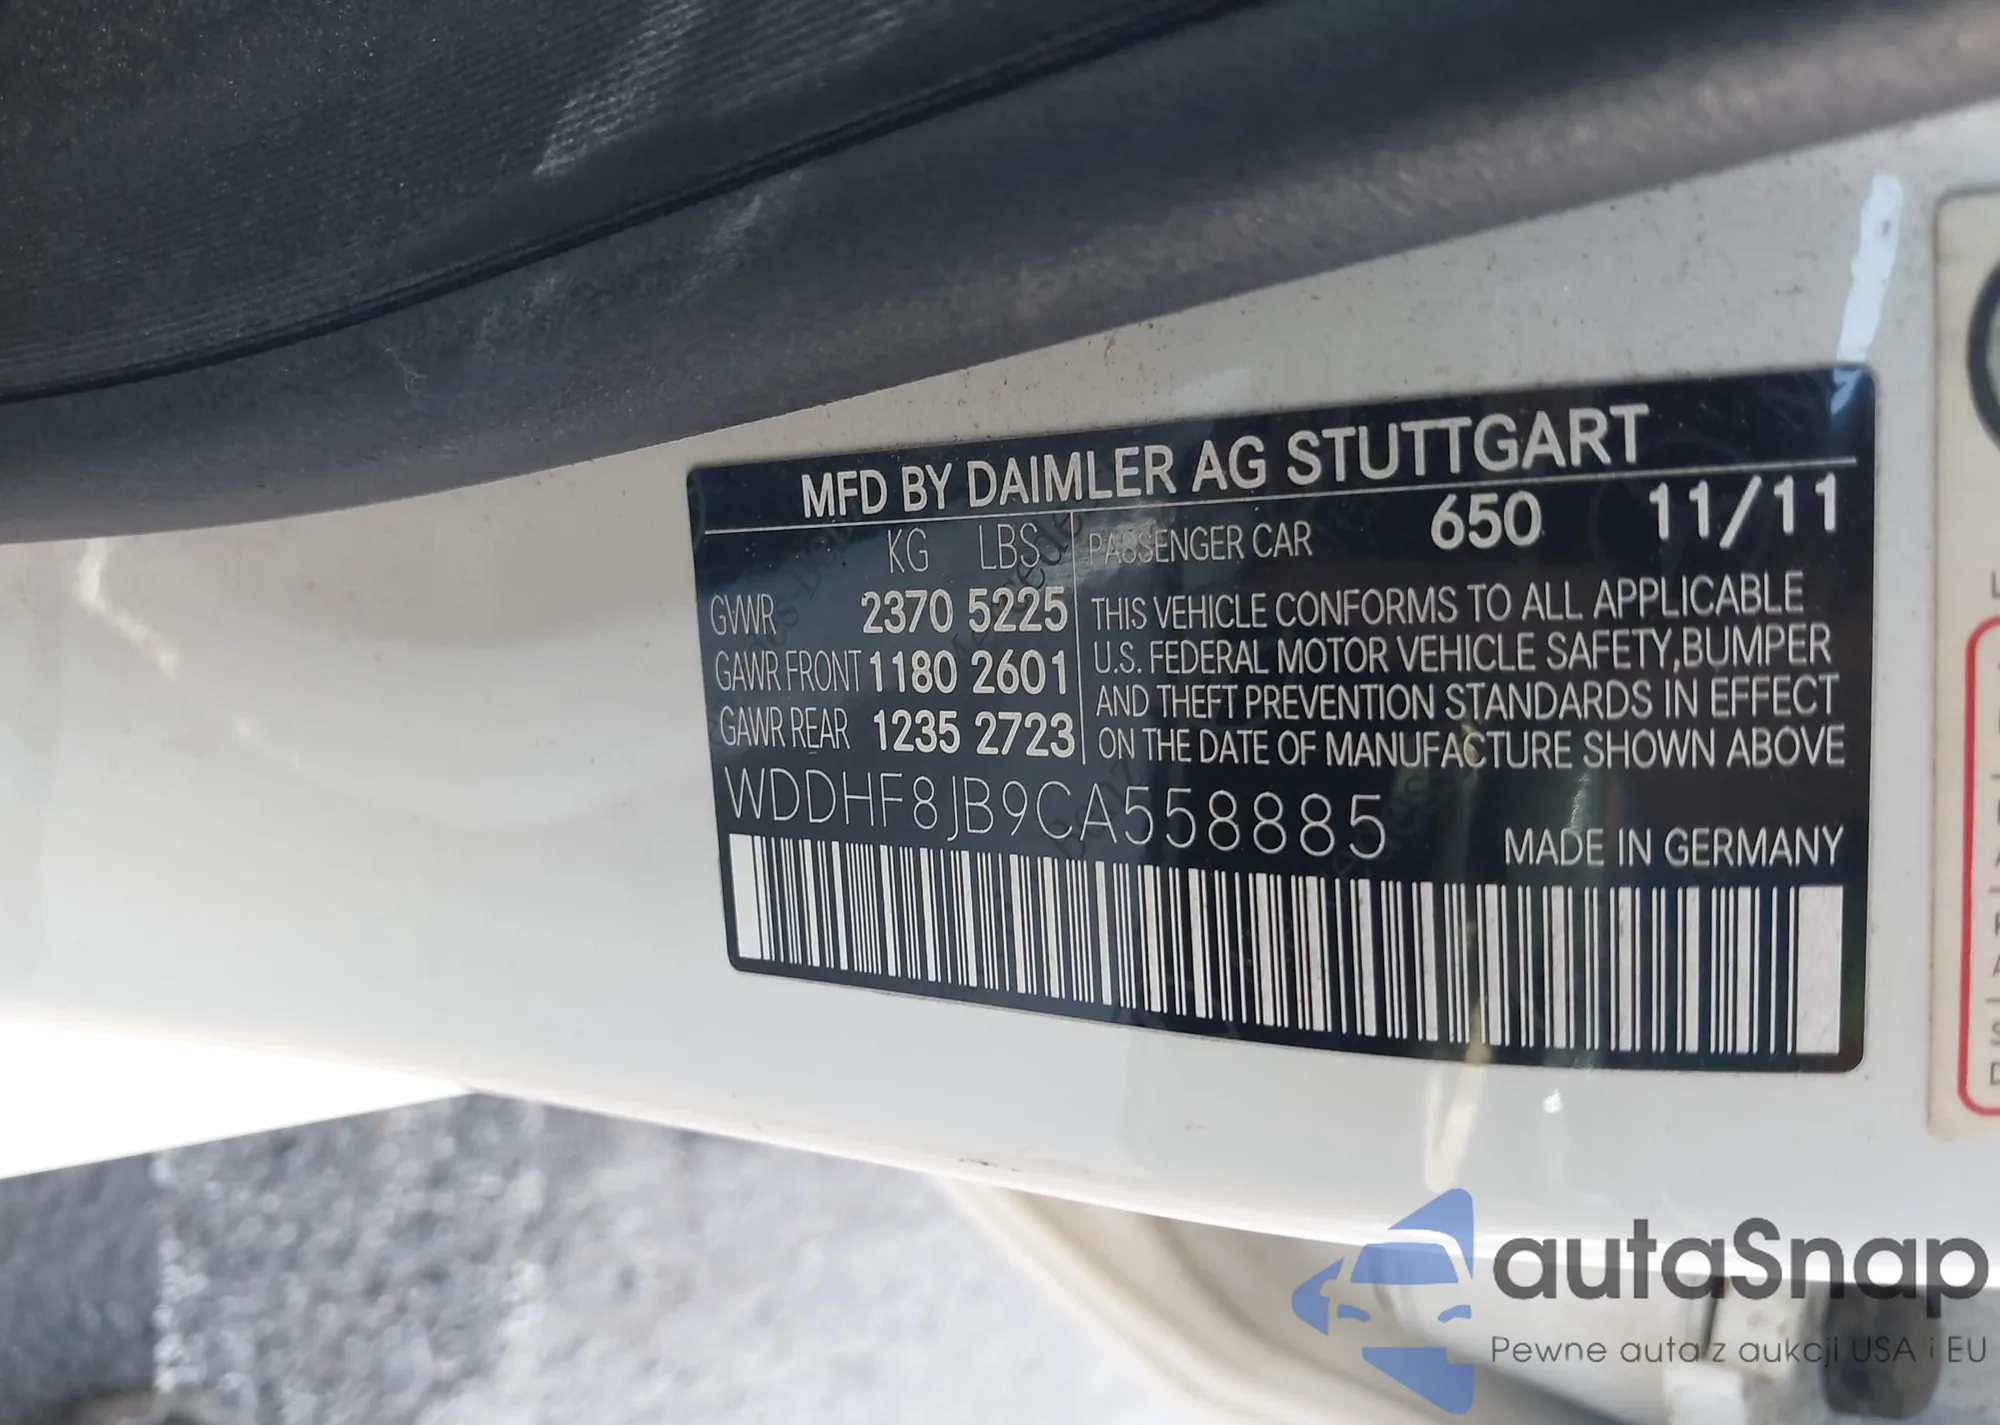 MFD BY DAIMLER AG STUTTGART
KG LBS PASSENGER CAR 650 11/11
GVWR 2370 5225
GAWR FRONT 1180 2601
GAWR REAR 1235 2723
THIS VEHICLE CONFORMS TO ALL APPLICABLE
U.S. FEDERAL MOTOR VEHICLE SAFETY, BUMPER
AND THEFT PREVENTION STANDARDS IN EFFECT
ON THE DATE OF MANUFACTURE SHOWN ABOVE
WDDHF8JB9CA558885
MADE IN GERMANY
autaSnap
Pewne auta z aukcji USA i EU